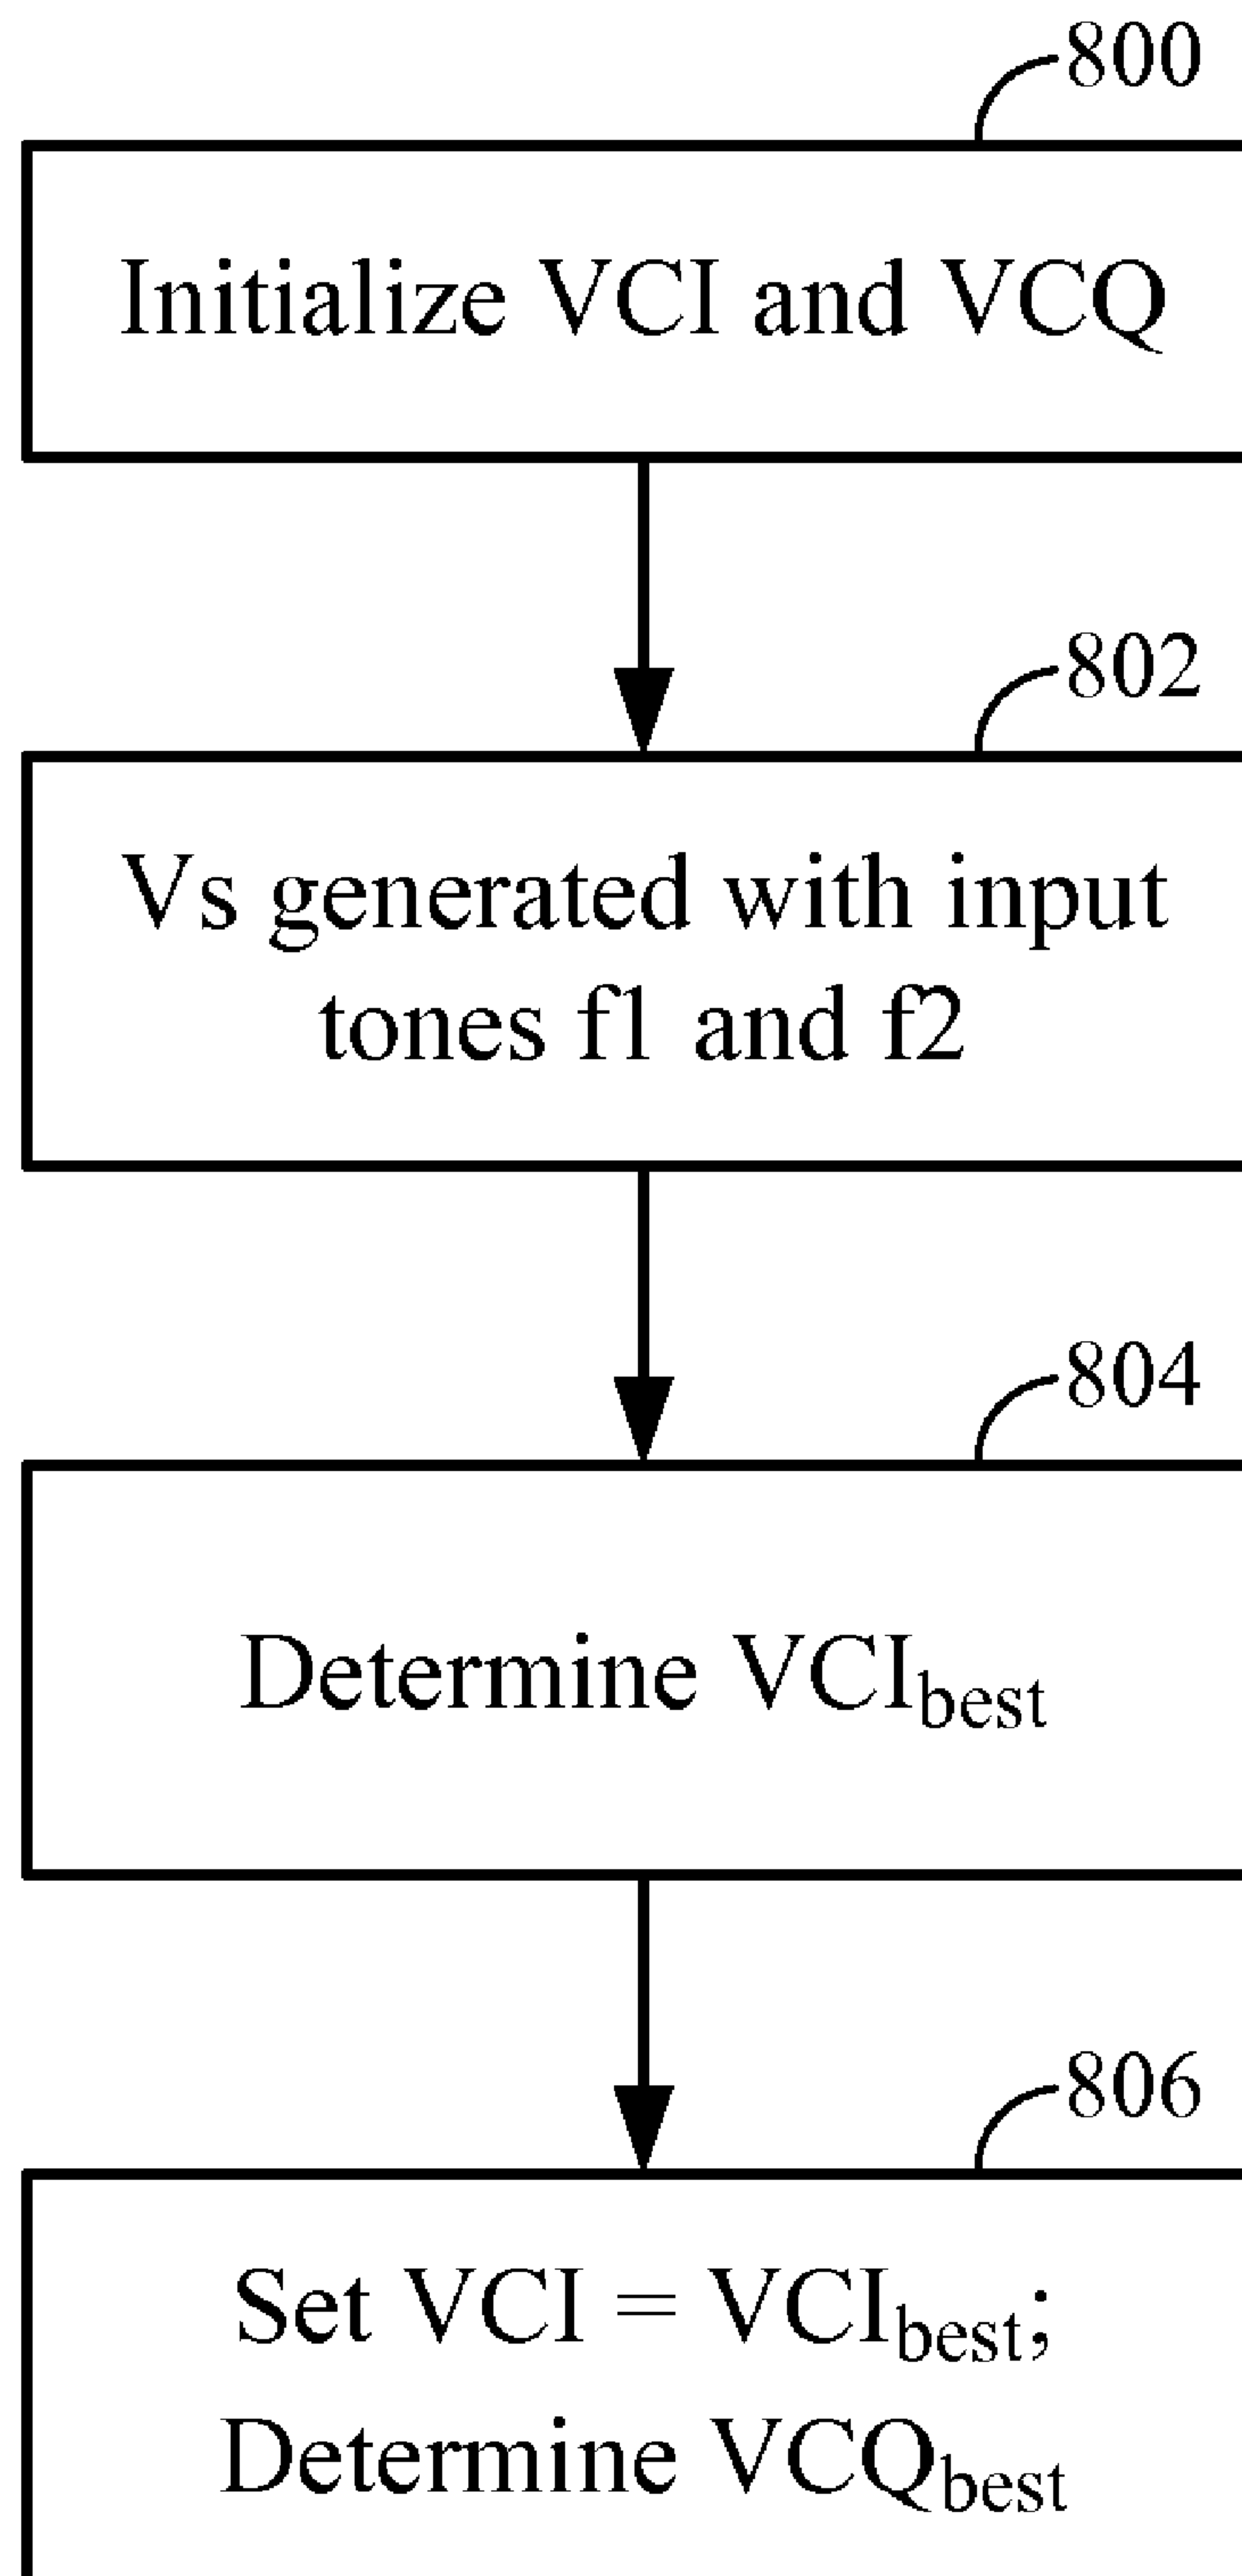 800
Initialize VCI and VCQ
802
Vs generated with input
tones f1 and f2
804
Determine VCIbest
806
Set VCI = VCIbest;
Determine VCQbest